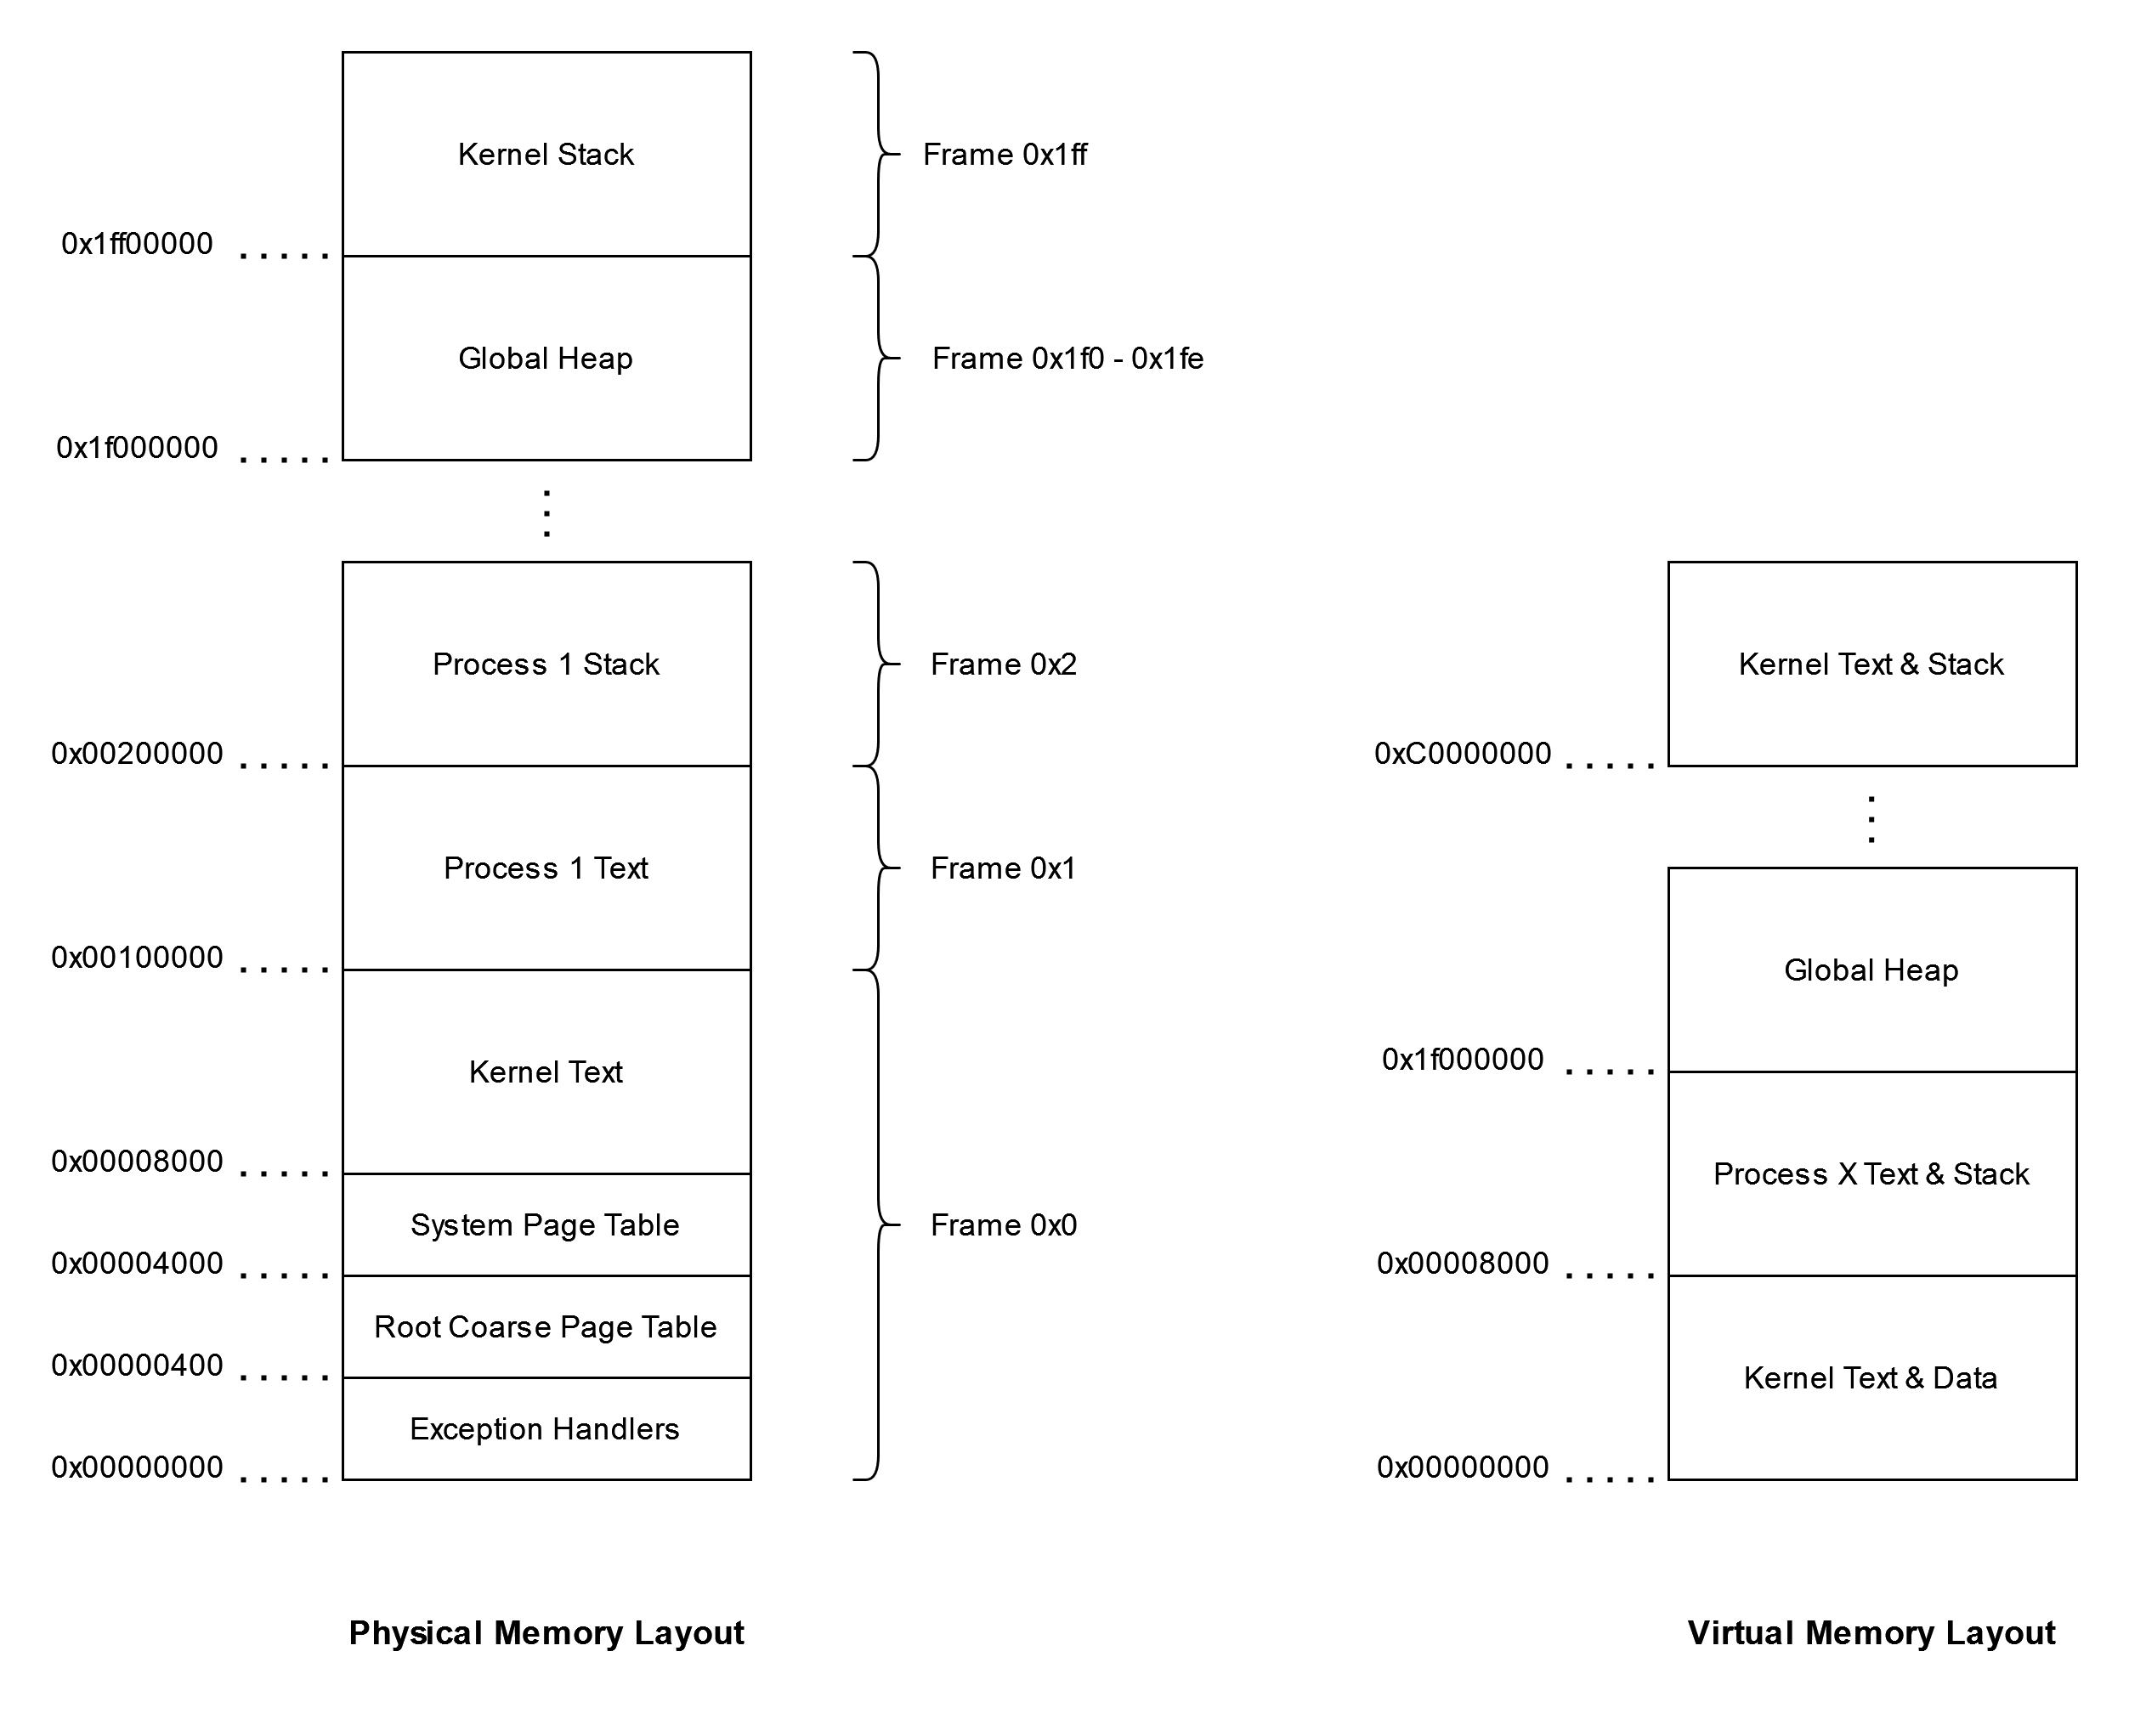 Kernel Stack
Frame 0x1ff
0x1ff00000
Global Heap
Frame 0x1f0 - 0x1fe
0x1f000000
Process 1 Stack
Frame 0x2
0x00200000
Process 1 Text
Frame 0x1
0x00100000
Kernel Text
0x00008000
System Page Table
Frame 0x0
0x00004000
Root Coarse Page Table
0x00000400
Exception Handlers
0x00000000
Physical Memory Layout
Kernel Text & Stack
0xC0000000
Global Heap
0x1f000000
Process X Text & Stack
0x00008000
Kernel Text & Data
0x00000000
Virtual Memory Layout